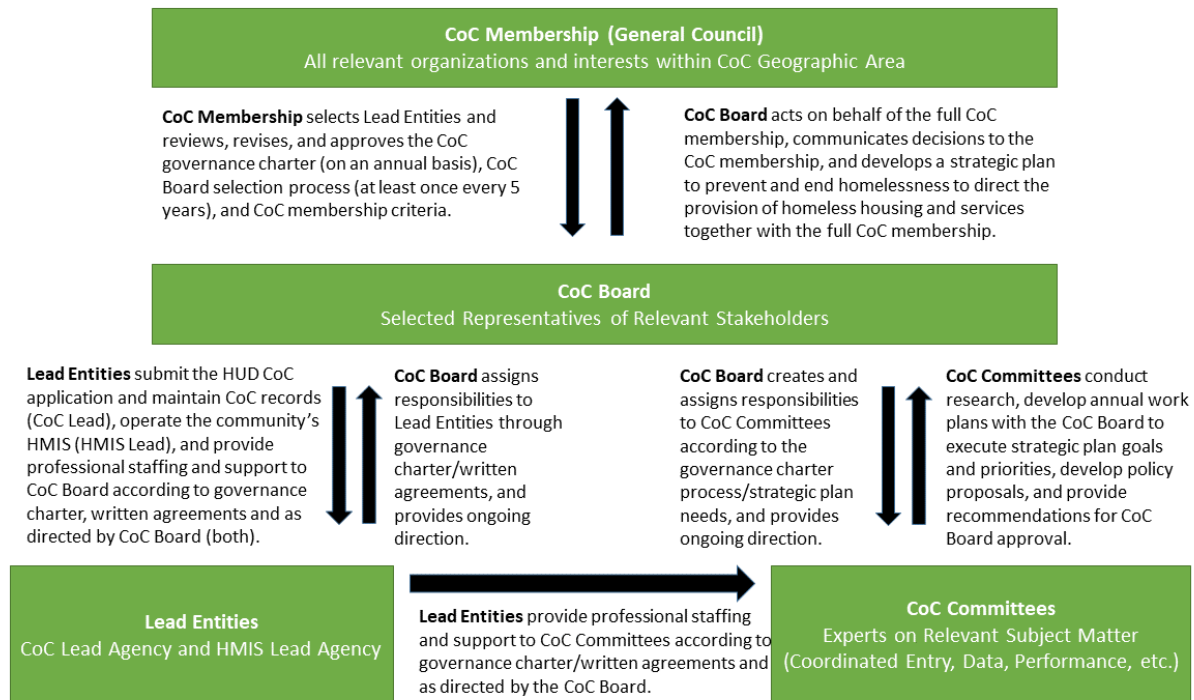 CoC Membership (General Council)
All relevant organizations and interests within CoC Geographic Area
CoC Membership selects Lead Entities and
reviews, revises, and approves the CoC
governance charter (on an annual basis), CoC
Board selection process (at least once every 5
years), and CoC membership criteria.
CoC Board acts on behalf of the full CoC
membership, communicates decisions to the
CoC membership, and develops a strategic plan
to prevent and end homelessness to direct the
provision of homeless housing and services
together with the full CoC membership.
CoC Board
Selected Representatives of Relevant Stakeholders
Lead Entities submit the HUD CoC
application and maintain CoC records
(CoC Lead), operate the community's
HMIS (HMIS Lead), and provide
professional staffing and support to
CoC Board according to governance
charter, written agreements and as
directed by CoC Board (both).
CoC Board assigns
responsibilities to
Lead Entities through
governance
charter/written
agreements, and
provides ongoing
direction.
CoC Board creates and
assigns responsibilities
to CoC Committees
according to the
governance charter
process/strategic plan
needs, and provides
ongoing direction.
CoC Committees conduct
research, develop annual work
plans with the CoC Board to
execute strategic plan goals
and priorities, develop policy
proposals, and provide
recommendations for CoC
Board approval.
Lead Entities
CoC Lead Agency and HMIS Lead Agency
Lead Entities provide professional staffing
and support to CoC Committees according to
governance charter/written agreements and
as directed by the CoC Board.
CoC Committees
Experts on Relevant Subject Matter
(Coordinated Entry, Data, Performance, etc.)